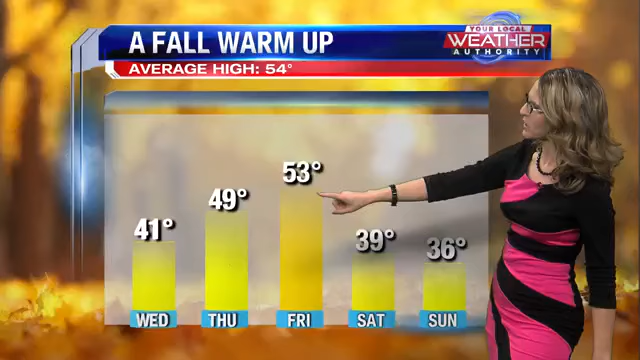 A FALL WARM UP
YOUR LOCAL
WEATHER
AUTHORITY
AVERAGE HIGH: 54°
41°
49°
53°
39°
36°
WED
THU
FRI
SAT
SUN